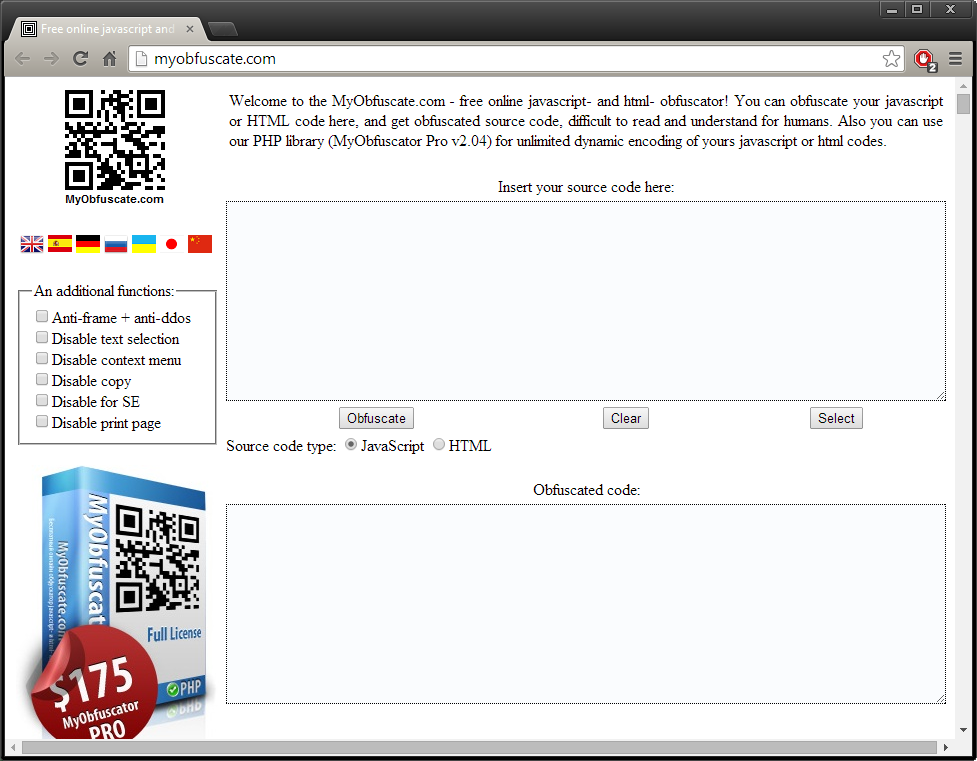 Free online javascript and
myobfuscate.com
2
MyObfuscate.com
Welcome to the MyObfuscate.com - free online javascript- and html- obfuscator! You can obfuscate your javascript
or HTML code here, and get obfuscated source code, difficult to read and understand for humans. Also you can use
our PHP library (MyObfuscator Pro v2.04) for unlimited dynamic encoding of yours javascript or html codes.
An additional functions:
Anti-frame + anti-ddos
Disable text selection
Disable context menu
Disable copy
Disable for SE
Disable print page
Insert your source code here:
Obfuscate Clear Select
Source code type: JavaScript HTML
Obfuscated code:
MyObfuscat
MyObfuscate.com
Full License
PHP
$175
MyObfuscator
PRO